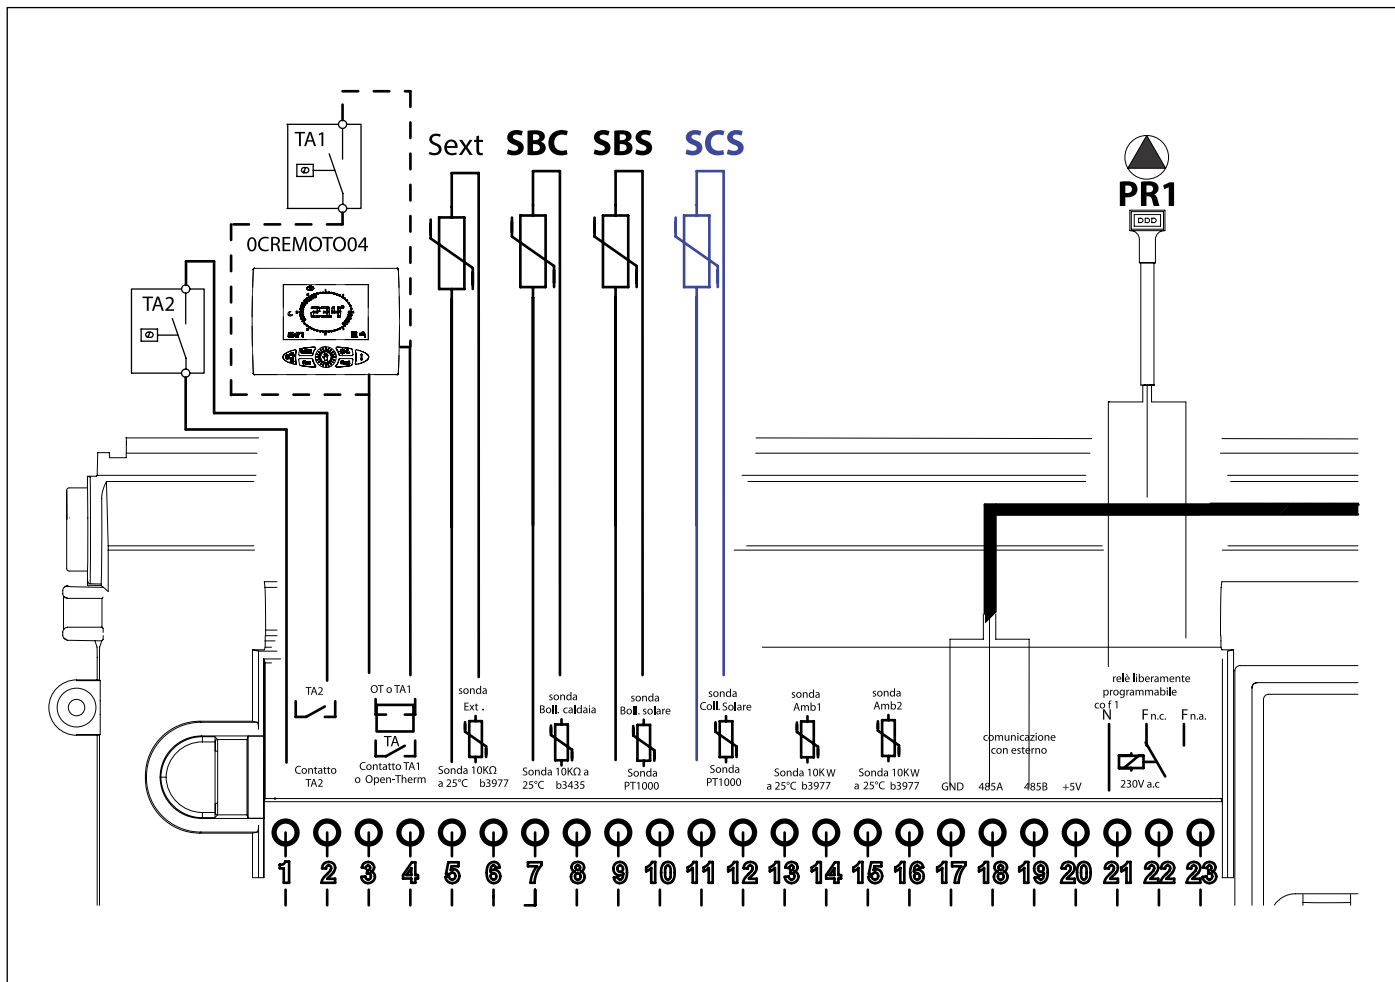 TA1
Sext SBC SBS SCS
PR1
0CREMOTO04
TA2
23.4°
TA2
Contatto
TA2
OT o TA1
TA
Contatto TA1
o Open-Therm
sonda
Ext .
Sonda 10KΩ
a 25°C b3977
sonda
Boll. caldaia
Sonda 10KΩ a
25°C b3435
sonda
Boll. solare
Sonda
PT1000
sonda
Coll. Solare
Sonda
PT1000
sonda
Amb1
Sonda 10KW
a 25°C b3977
sonda
Amb2
Sonda 10KW
a 25°C b3977
comunicazione
con esterno
GND 485A 485B +5V
relè liberamente
programmabile
co f 1
N F n.c. F n.a.
230V a.c
1 2 3 4 5 6 7 8 9 10 11 12 13 14 15 16 17 18 19 20 21 22 23